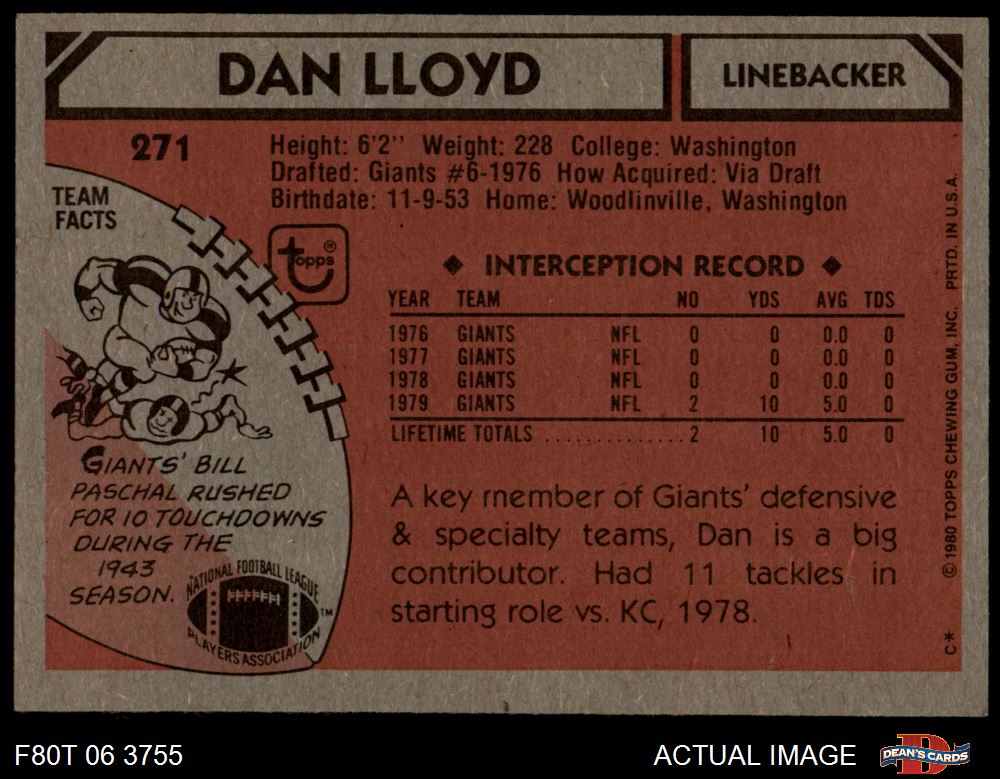 DAN LLOYD
LINEBACKER
271
Height: 6'2'' Weight: 228 College: Washington
Drafted: Giants #6-1976 How Acquired: Via Draft
Birthdate: 11-9-53 Home: Woodlinville, Washington
TEAM
FACTS
topps®
◆ INTERCEPTION RECORD ◆
YEAR TEAM NO YDS AVG TDS
1976 GIANTS NFL 0 0 0.0 0
1977 GIANTS NFL 0 0 0.0 0
1978 GIANTS NFL 0 0 0.0 0
1979 GIANTS NFL 2 10 5.0 0
LIFETIME TOTALS .............. 2 10 5.0 0
GIANTS' BILL
PASCHAL RUSHED
FOR 10 TOUCHDOWNS
DURING THE
1943
SEASON.
NATIONAL FOOTBALL LEAGUE
PLAYERS ASSOCIATION
TM
A key member of Giants' defensive
& specialty teams, Dan is a big
contributor. Had 11 tackles in
starting role vs. KC, 1978.
C* © 1980 TOPPS CHEWING GUM, INC. PRTD. IN U.S.A.
F80T 06 3755
ACTUAL IMAGE
DEAN'S CARDS